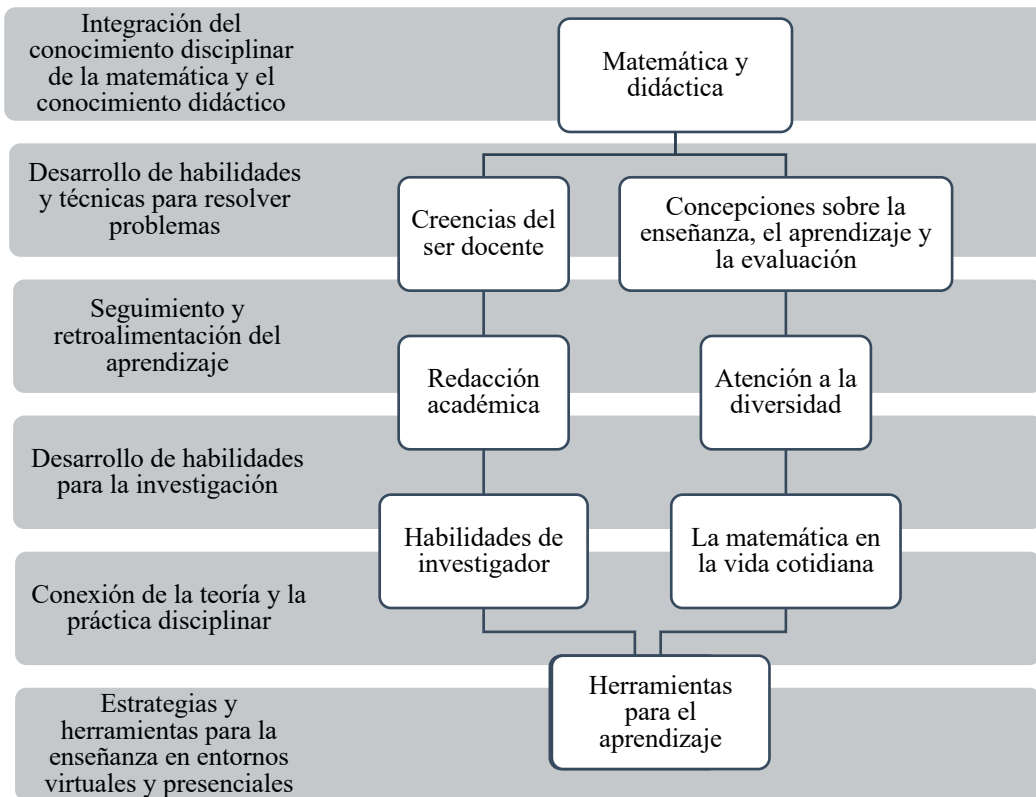 Integración del
conocimiento disciplinar
de la matemática y el
conocimiento didáctico
Matemática y
didáctica
Desarrollo de habilidades
y técnicas para resolver
problemas
Creencias del
ser docente
Concepciones sobre la
enseñanza, el aprendizaje y
la evaluación
Seguimiento y
retroalimentación del
aprendizaje
Redacción
académica
Atención a la
diversidad
Desarrollo de habilidades
para la investigación
Habilidades de
investigador
La matemática en
la vida cotidiana
Conexión de la teoría y la
práctica disciplinar
Herramientas
para el
aprendizaje
Estrategias y
herramientas para la
enseñanza en entornos
virtuales y presenciales